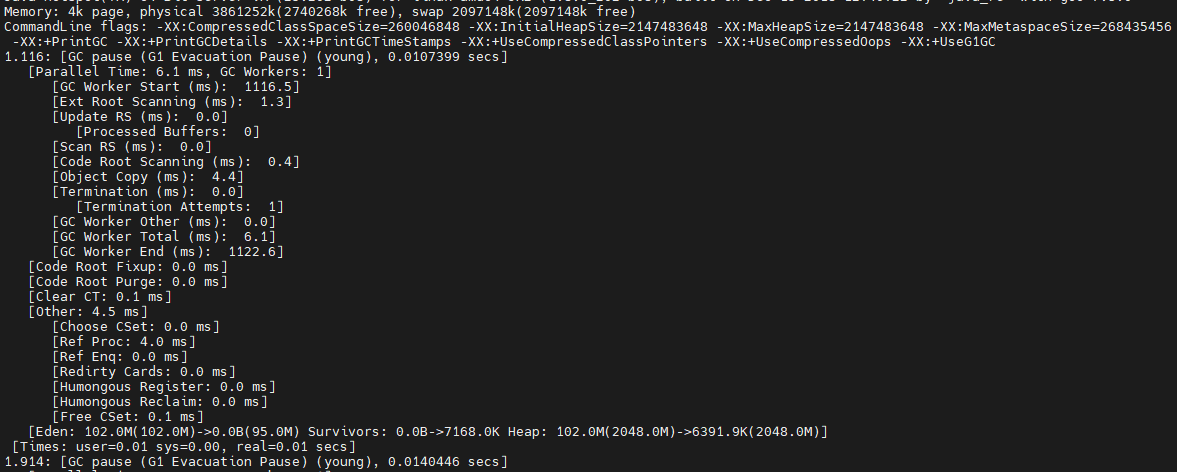 Memory: 4k page, physical 3861252k(2740268k free), swap 2097148k(2097148k free)
CommandLine flags: -XX:CompressedClassSpaceSize=260046848 -XX:InitialHeapSize=2147483648 -XX:MaxHeapSize=2147483648 -XX:MaxMetaspaceSize=268435456
-XX:+PrintGC -XX:+PrintGCDetails -XX:+PrintGCTimeStamps -XX:+UseCompressedClassPointers -XX:+UseCompressedOops -XX:+UseG1GC
1.116: [GC pause (G1 Evacuation Pause) (young), 0.0107399 secs]
[Parallel Time: 6.1 ms, GC Workers: 1]
[GC Worker Start (ms):  1116.5]
[Ext Root Scanning (ms):  1.3]
[Update RS (ms):  0.0]
[Processed Buffers:  0]
[Scan RS (ms):  0.0]
[Code Root Scanning (ms):  0.4]
[Object Copy (ms):  4.4]
[Termination (ms):  0.0]
[Termination Attempts:  1]
[GC Worker Other (ms):  0.0]
[GC Worker Total (ms):  6.1]
[GC Worker End (ms):  1122.6]
[Code Root Fixup: 0.0 ms]
[Code Root Purge: 0.0 ms]
[Clear CT: 0.1 ms]
[Other: 4.5 ms]
[Choose CSet: 0.0 ms]
[Ref Proc: 4.0 ms]
[Ref Enq: 0.0 ms]
[Redirty Cards: 0.0 ms]
[Humongous Register: 0.0 ms]
[Humongous Reclaim: 0.0 ms]
[Free CSet: 0.1 ms]
[Eden: 102.0M(102.0M)->0.0B(95.0M) Survivors: 0.0B->7168.0K Heap: 102.0M(2048.0M)->6391.9K(2048.0M)]
[Times: user=0.01 sys=0.00, real=0.01 secs]
1.914: [GC pause (G1 Evacuation Pause) (young), 0.0140446 secs]